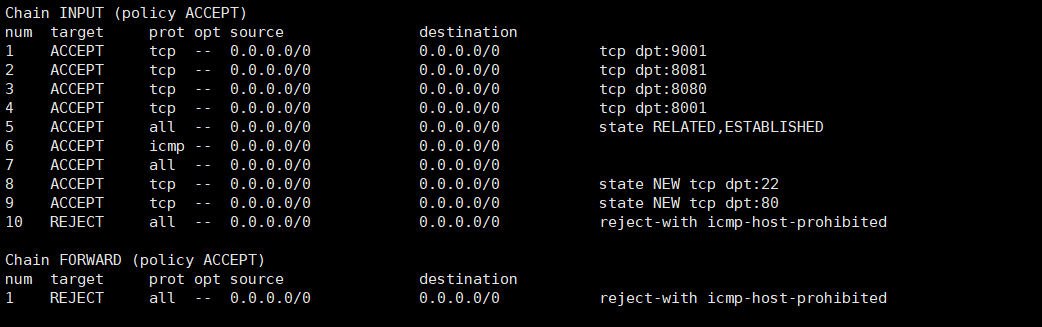 Chain INPUT (policy ACCEPT)
num  target     prot opt source               destination
1    ACCEPT     tcp  --  0.0.0.0/0            0.0.0.0/0           tcp dpt:9001
2    ACCEPT     tcp  --  0.0.0.0/0            0.0.0.0/0           tcp dpt:8081
3    ACCEPT     tcp  --  0.0.0.0/0            0.0.0.0/0           tcp dpt:8080
4    ACCEPT     tcp  --  0.0.0.0/0            0.0.0.0/0           tcp dpt:8001
5    ACCEPT     all  --  0.0.0.0/0            0.0.0.0/0           state RELATED,ESTABLISHED
6    ACCEPT     icmp --  0.0.0.0/0            0.0.0.0/0
7    ACCEPT     all  --  0.0.0.0/0            0.0.0.0/0
8    ACCEPT     tcp  --  0.0.0.0/0            0.0.0.0/0           state NEW tcp dpt:22
9    ACCEPT     tcp  --  0.0.0.0/0            0.0.0.0/0           state NEW tcp dpt:80
10   REJECT     all  --  0.0.0.0/0            0.0.0.0/0           reject-with icmp-host-prohibited

Chain FORWARD (policy ACCEPT)
num  target     prot opt source               destination
1    REJECT     all  --  0.0.0.0/0            0.0.0.0/0           reject-with icmp-host-prohibited